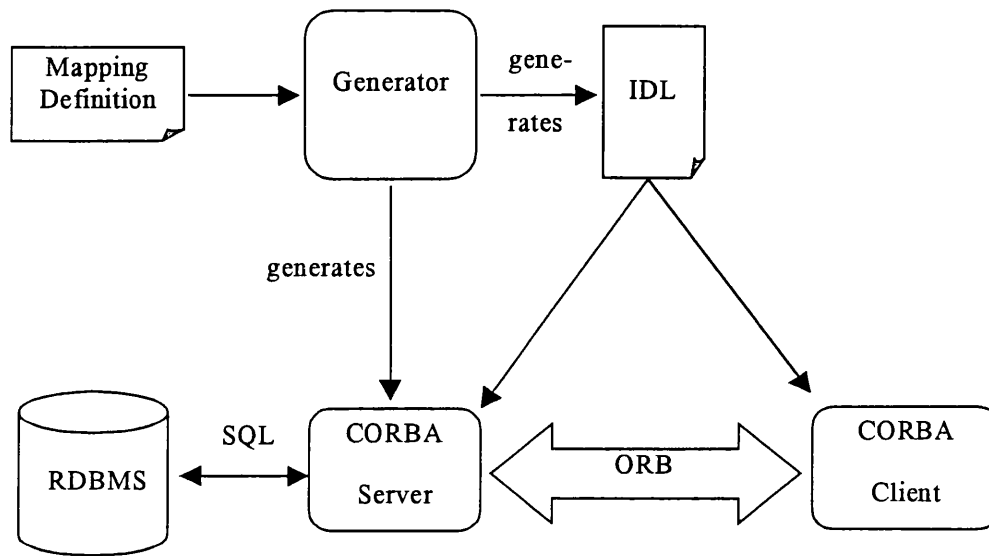 Mapping
Definition
Generator
gene-
rates
IDL
generates
RDBMS
SQL
CORBA
Server
ORB
CORBA
Client